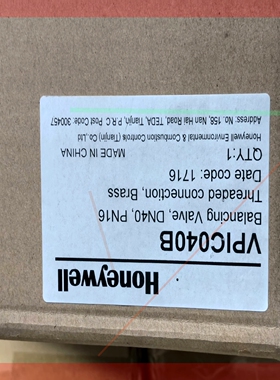 Honeywell
VPIC040B
Balancing Valve, DN40, PN16
Threaded connection, Brass
Date code: 1716
QTY:1
MADE IN CHINA
Honeywell Environmental & Combustion Controls (Tianjin) Co.,Ltd
Address: No. 158, Nan Hai Road, TEDA, Tianjin, P.R.C. Post Code: 300457